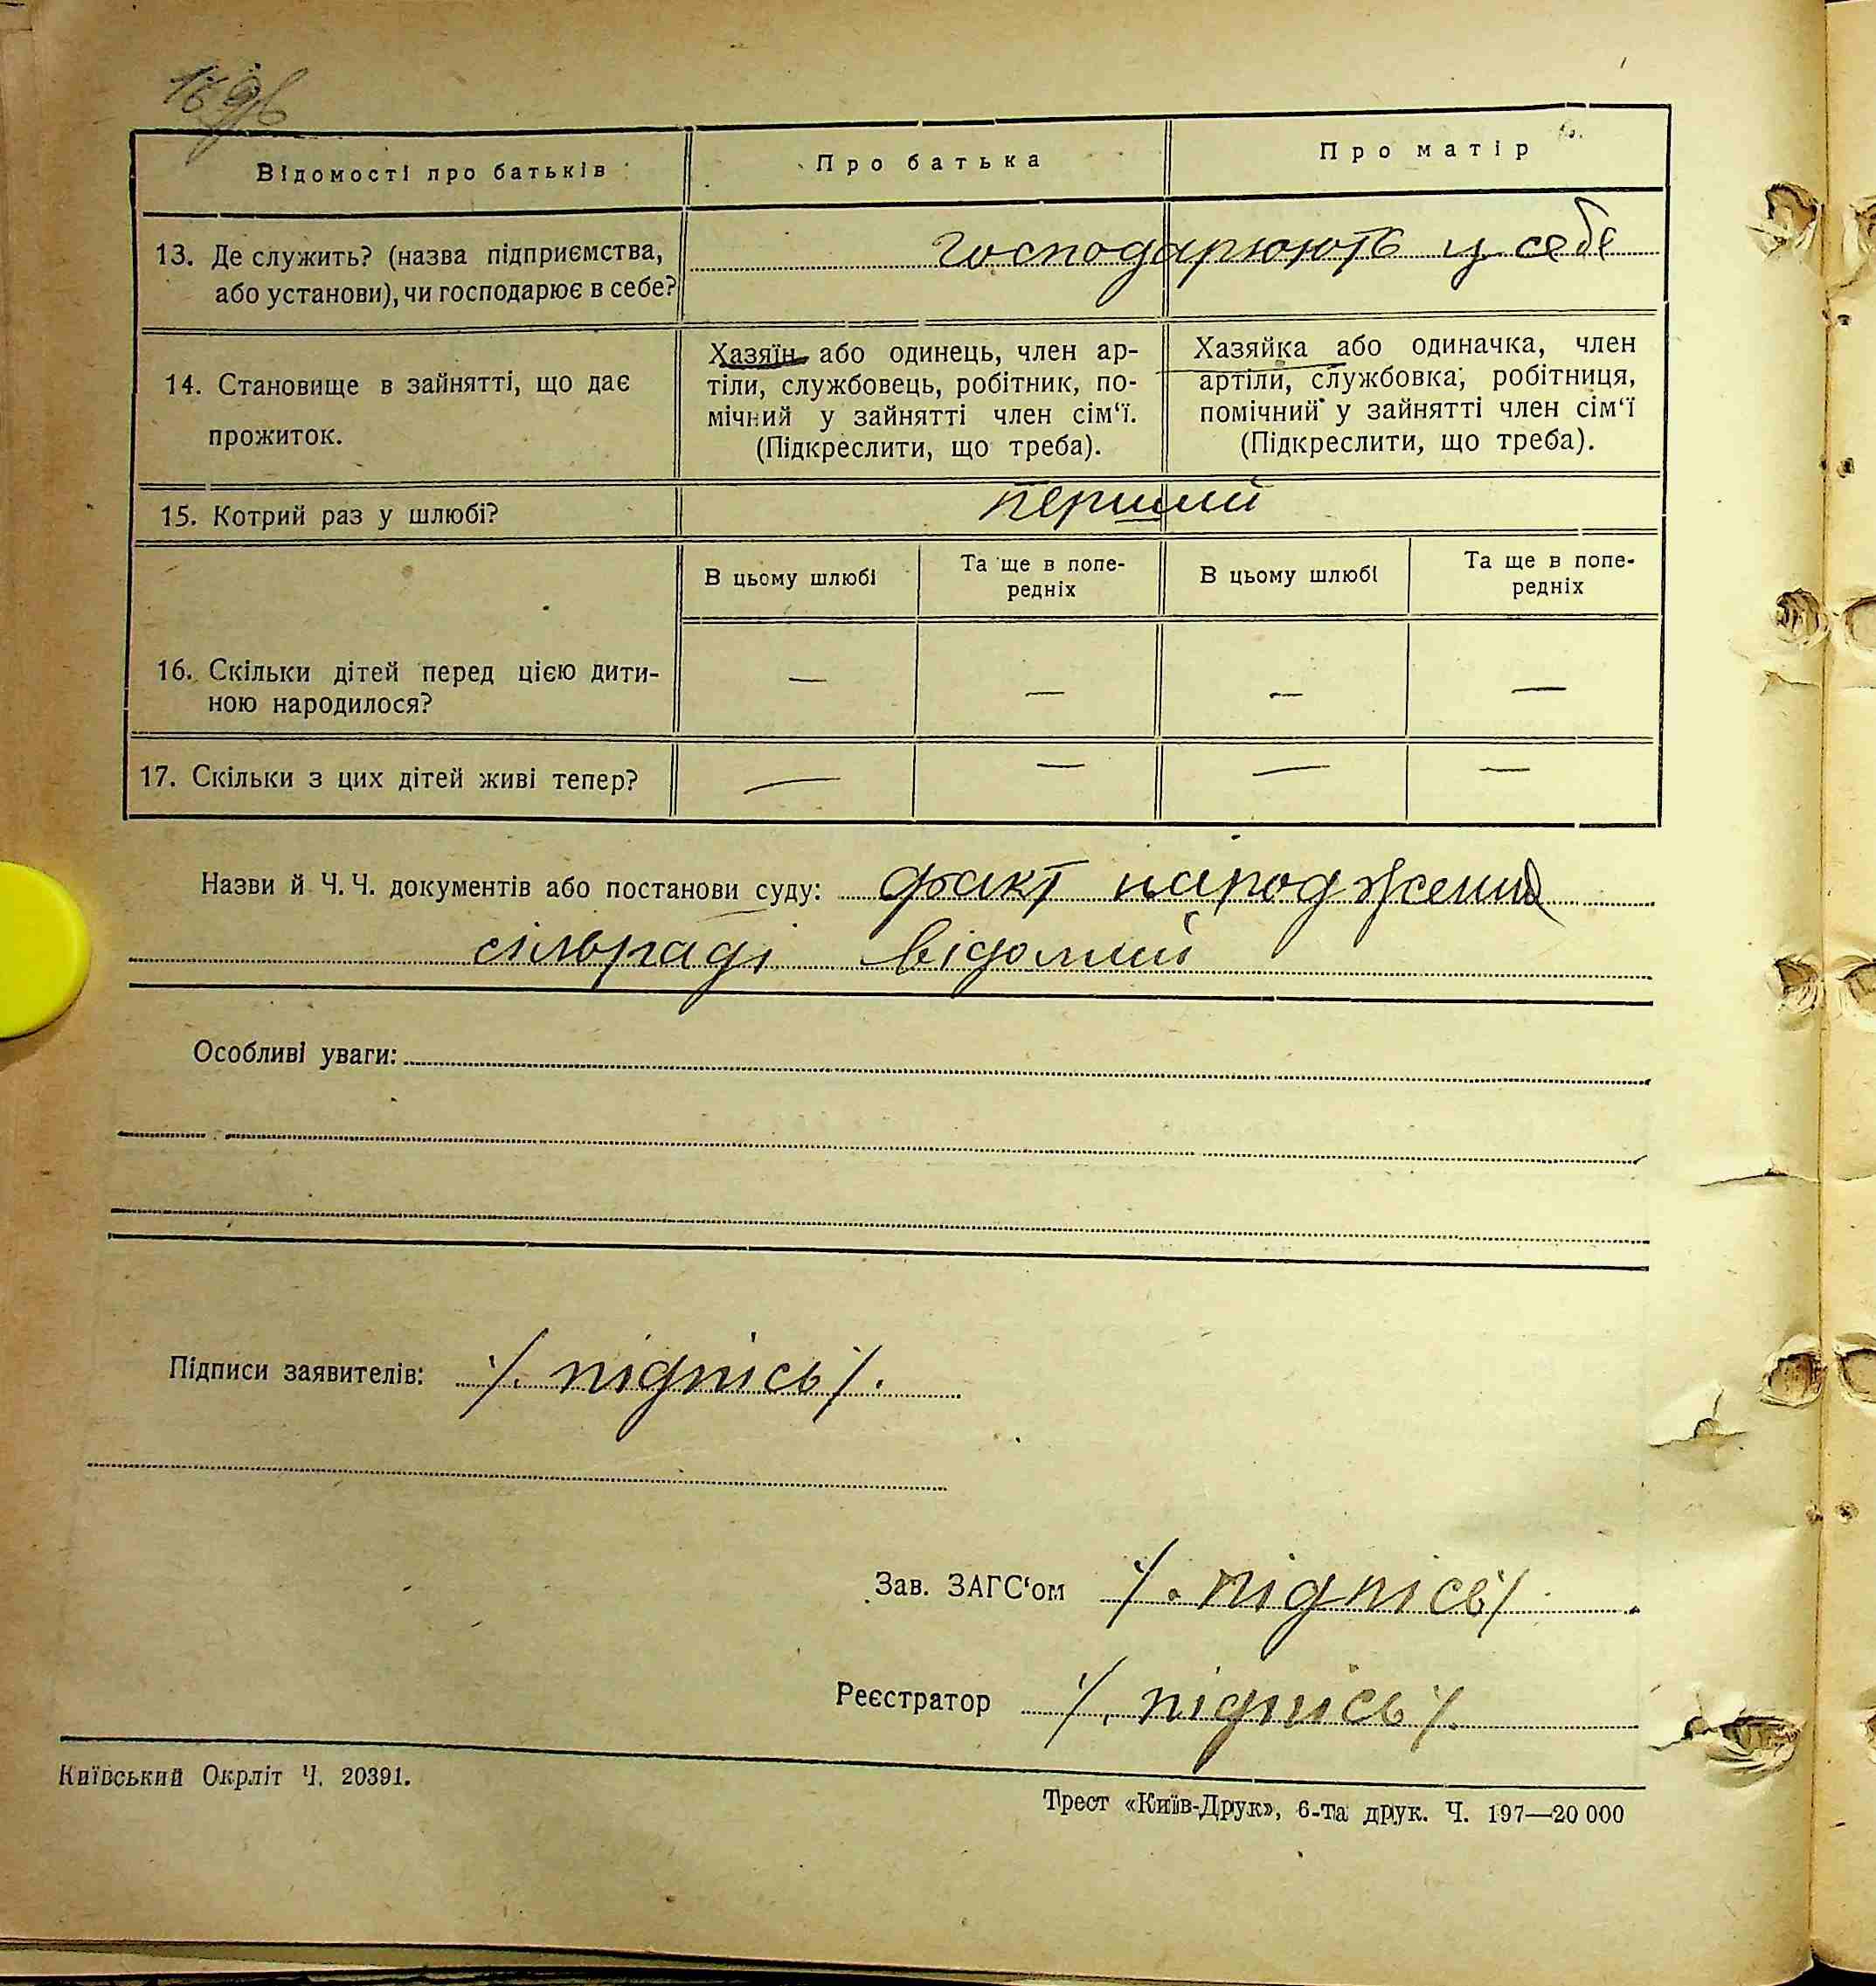 Відомості про батьків
Про батька
Про матір
13. Де служить? (назва підприємства,
або установи), чи господарює в себе?
господарюють у себе
14. Становище в зайнятті, що дає
прожиток.
Хазяїн або одинець, член ар-
тіли, службовець, робітник, по-
мічний у зайнятті член сім‘ї.
(Підкреслити, що треба).
Хазяйка або одиначка, член
артіли, службовка, робітниця,
помічний у зайнятті член сім‘ї
(Підкреслити, що треба).
15. Котрий раз у шлюбі?
перший
В цьому шлюбі
Та ще в попе-
редніх
В цьому шлюбі
Та ще в попе-
редніх
16. Скільки дітей перед цією дити-
ною народилося?
— — — —
17. Скільки з цих дітей живі тепер?
— — — —
Назви й Ч. Ч. документів або постанови суду: факт народження
сільраді відомий
Особливі уваги:
Підписи заявителів: /. підпісь/.
Зав. ЗАГС‘ом /. підпісь/.
Реєстратор /. підпісь/.
Київський Окрліт Ч. 20391.
Трест «Київ-Друк», 6-та друк. Ч. 197—20 000